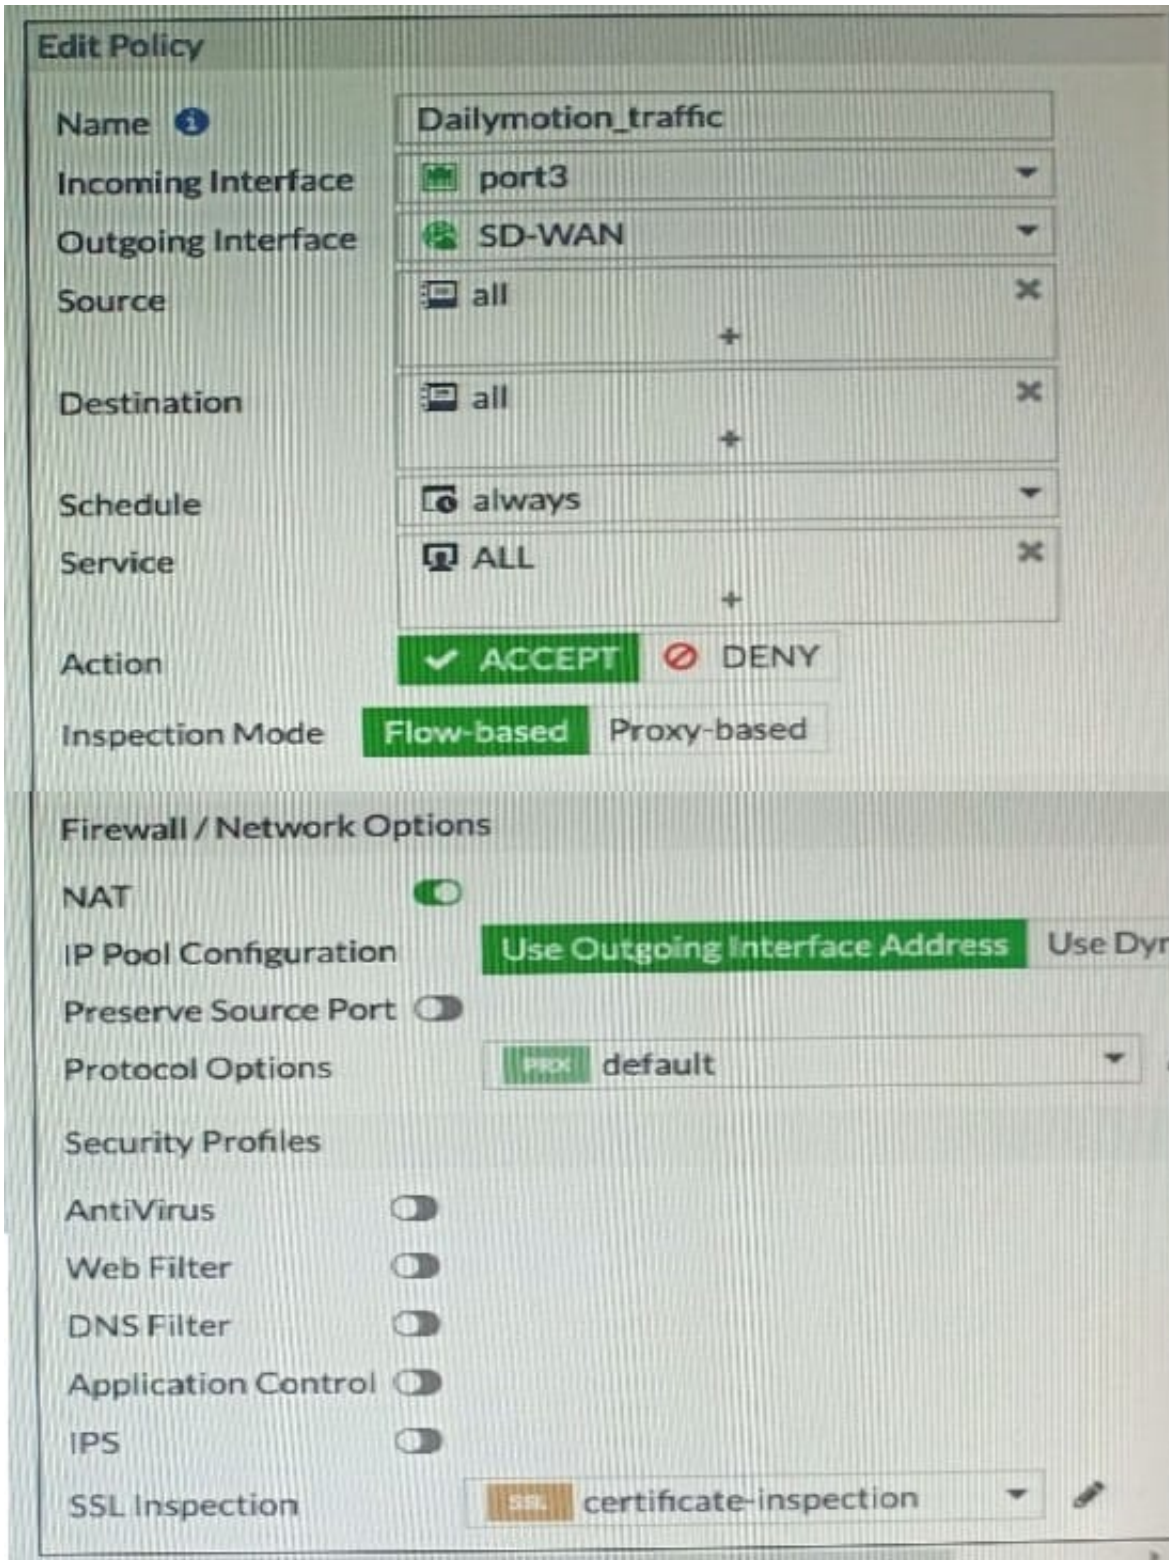 Edit Policy
Name Dailymotion_traffic
Incoming Interface port3
Outgoing Interface SD-WAN
Source all
+
Destination all
+
Schedule always
Service ALL
+
Action ACCEPT DENY
Inspection Mode Flow-based Proxy-based
Firewall / Network Options
NAT
IP Pool Configuration Use Outgoing Interface Address Use Dyr
Preserve Source Port
Protocol Options PRX default
Security Profiles
AntiVirus
Web Filter
DNS Filter
Application Control
IPS
SSL Inspection SSL certificate-inspection